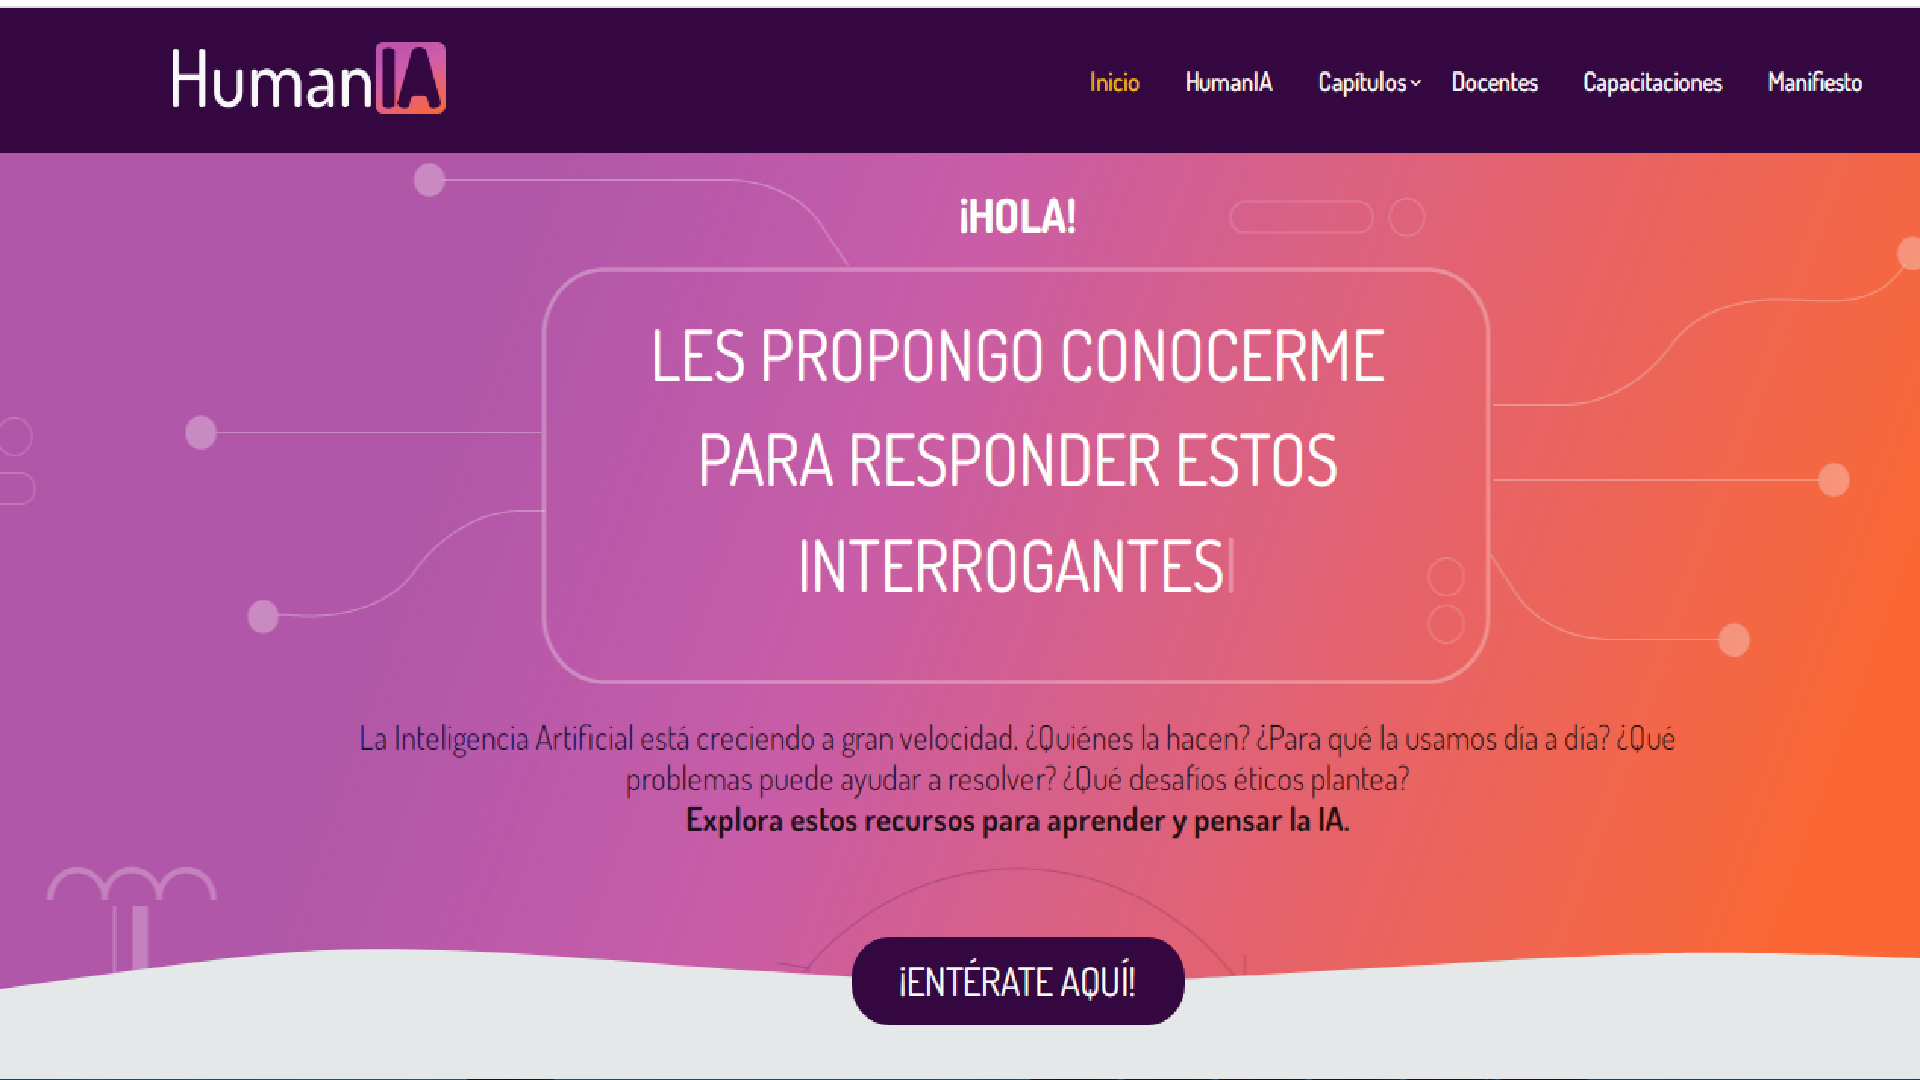 HumanIA
Inicio HumanIA Capítulos Docentes Capacitaciones Manifiesto
¡HOLA!
LES PROPONGO CONOCERME
PARA RESPONDER ESTOS
INTERROGANTES
La Inteligencia Artificial está creciendo a gran velocidad. ¿Quiénes la hacen? ¿Para qué la usamos día a día? ¿Qué
problemas puede ayudar a resolver? ¿Qué desafíos éticos plantea?
Explora estos recursos para aprender y pensar la IA.
¡ENTÉRATE AQUÍ!